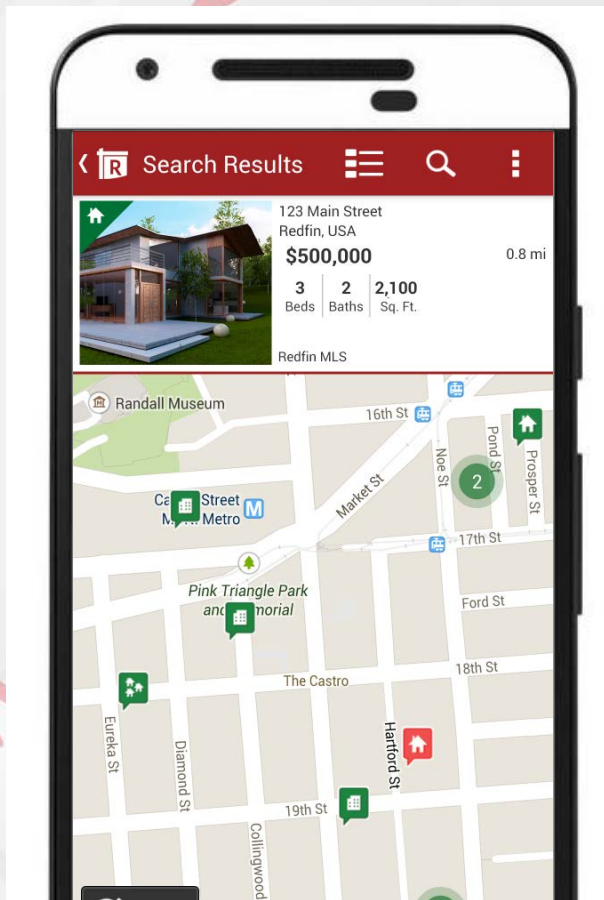 R Search Results
123 Main Street
Redfin, USA
$500,000
0.8 mi
3 2 2,100
Beds Baths Sq. Ft.
Redfin MLS
Randall Museum
16th St
Noe St
Pond St
Prosper St
2
Market St
Street
M
Metro
17th St
Pink Triangle Park
Ford St
18th St
The Castro
Eureka St
Diamond St
Hartford St
19th St
Collingwood